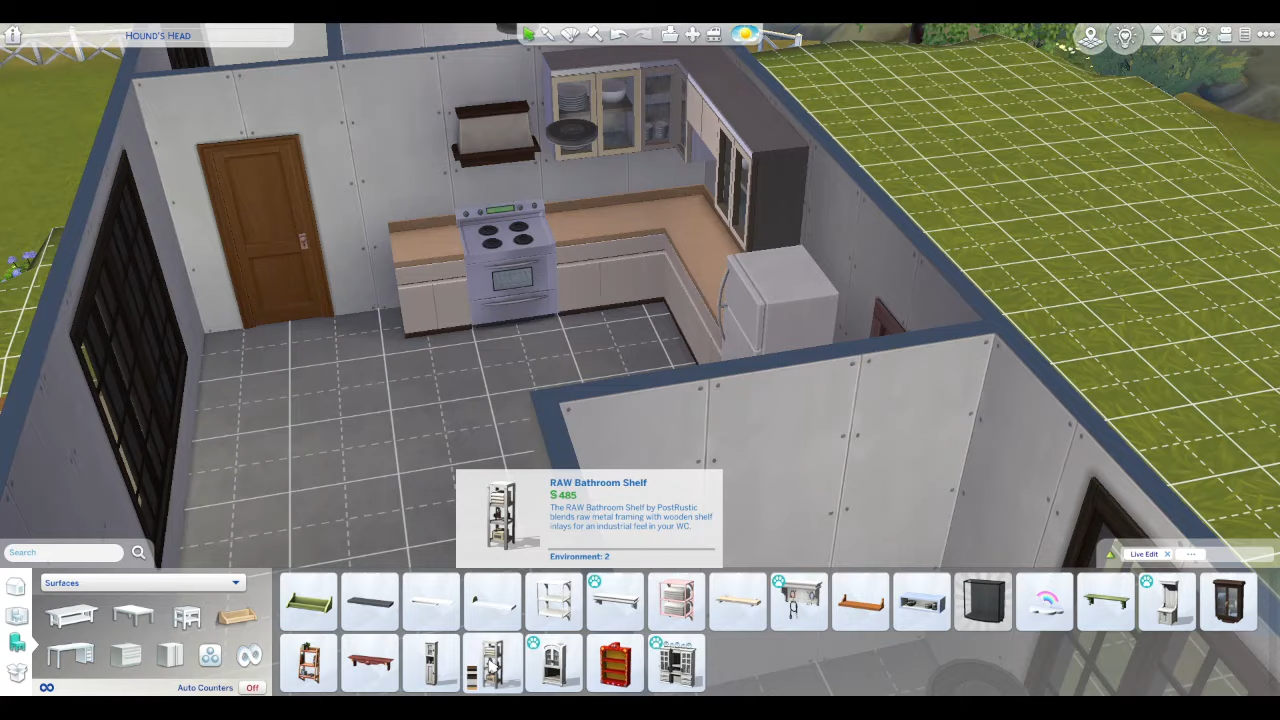 HOUND'S HEAD
RAW Bathroom Shelf
§485
The RAW Bathroom Shelf by PostRustic
blends raw metal framing with wooden shelf
inlays for an industrial feel in your WC.
Environment: 2
Search
Live Edit
Surfaces
Auto Counters Off